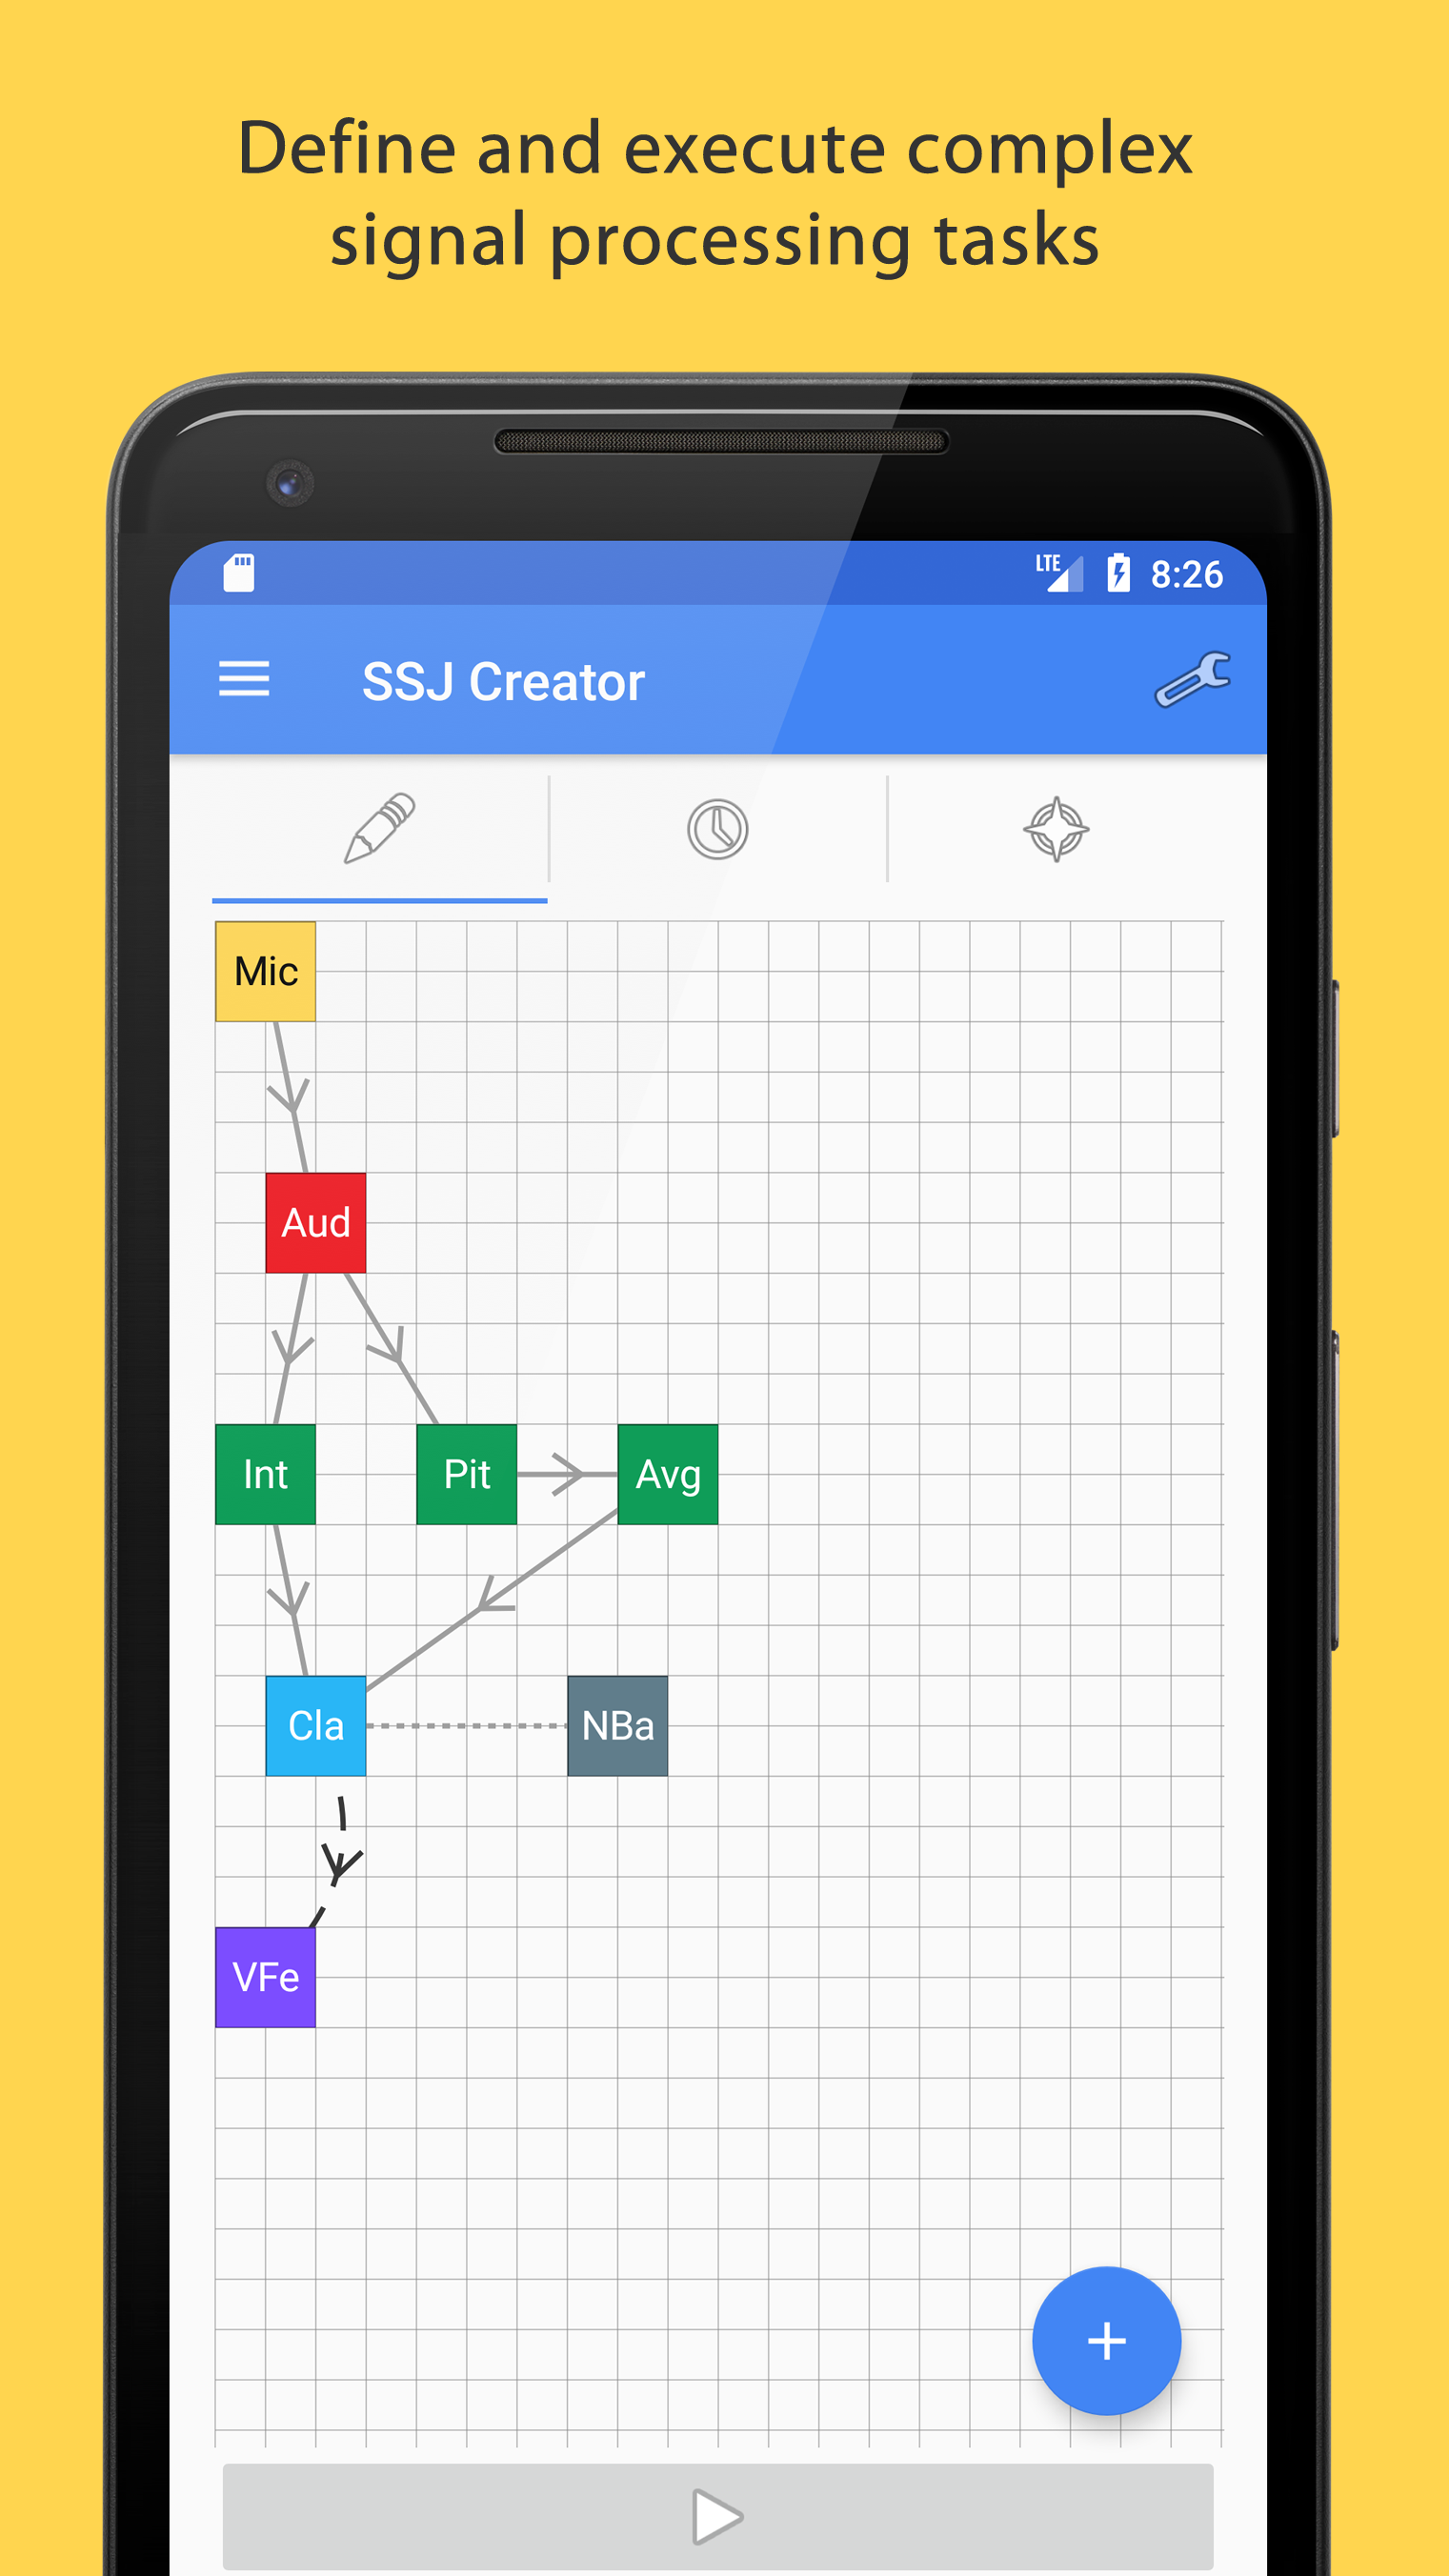 Define and execute complex
signal processing tasks
LTE 8:26
SSJ Creator
Mic
Aud
Int Pit Avg
Cla NBa
VFe